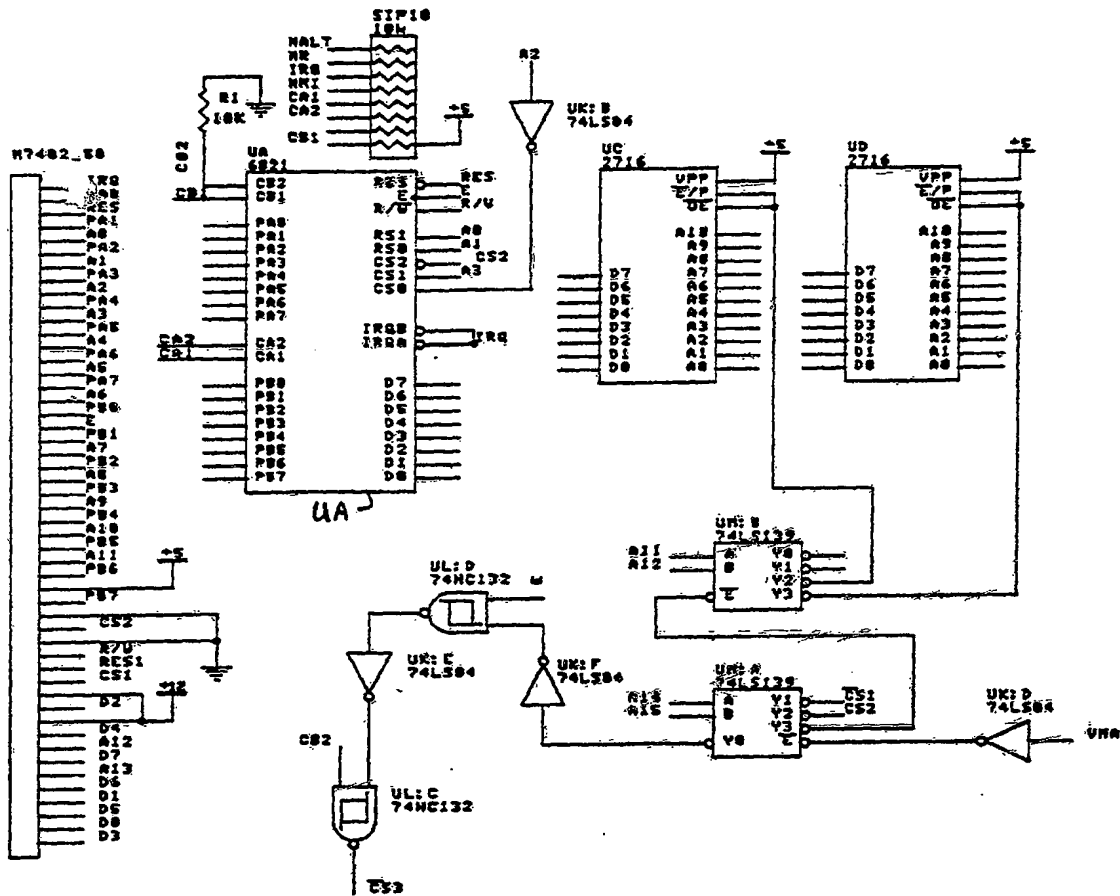 SIP10
10K
HALT
MR
IRQ
NMI
CA1
CA2
CS1
+5
A2
UK:B
74LS04
R1
10K
CB2
UA
6821
CB2
CB1
PA0
PA1
PA2
PA3
PA4
PA5
PA6
PA7
CA2
CA1
PB0
PB1
PB2
PB3
PB4
PB5
PB6
PB7
RES
E
R/W
RS1
RS0
CS2
CS1
CS0
IRQB
IRQA
D7
D6
D5
D4
D3
D2
D1
D0
RES
E
R/W
A0
A1
CS2
A3
IRQ
CA2
CA1
UA
UC
2716
VPP
E/P
OE
A10
A9
A8
A7
A6
A5
A4
A3
A2
A1
A0
D7
D6
D5
D4
D3
D2
D1
D0
+5
UD
2716
VPP
E/P
OE
A10
A9
A8
A7
A6
A5
A4
A3
A2
A1
A0
D7
D6
D5
D4
D3
D2
D1
D0
+5
IRQ
RES
PA1
A0
PA2
A1
PA3
A2
PA4
A3
PA5
A4
PA6
A5
PA7
A6
PB0
E
PB1
A7
PB2
A8
PB3
A9
PB4
A10
PB5
A11
PB6
+5
PB7
CS2
R/W
RES1
CS1
+12
D2
D4
A12
D7
A13
D6
D1
D5
D0
D3
UM:B
74LS139
A11
A12
A
B
E
Y0
Y1
Y2
Y3
UL:D
74HC132
UK:E
74LS04
UK:F
74LS04
UM:A
74LS139
A
B
Y0
Y1
Y2
Y3
E
CS1
CS2
UK:D
74LS04
VMA
CS2
UL:C
74HC132
CS3